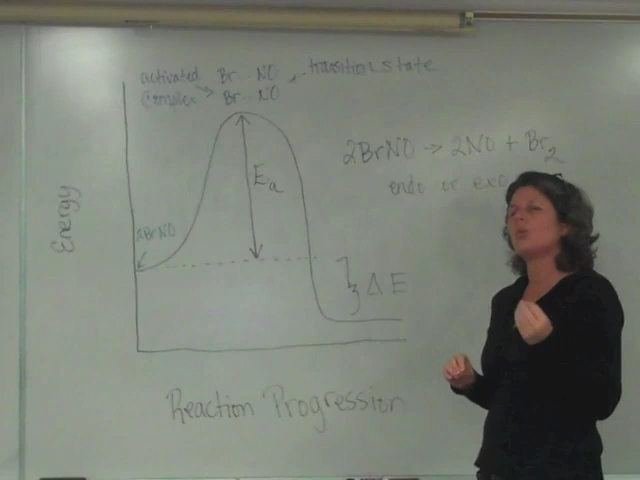 activated Br NO transition state
complex Br NO
2BrNO → 2NO + Br2
endo or exo
Ea
2BrNO
Δ E
Energy
Reaction Progression